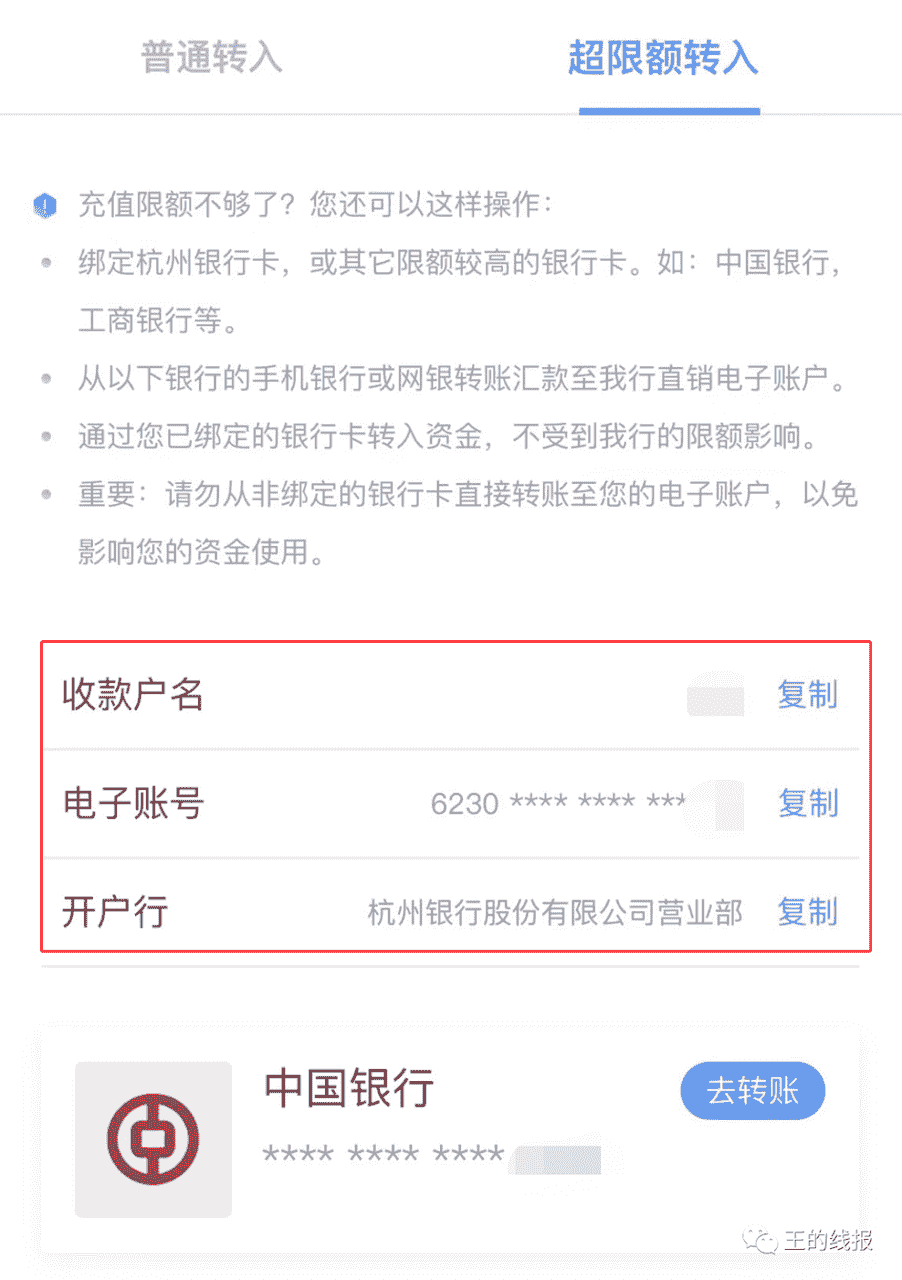 普通转入 超限额转入
充值限额不够了？您还可以这样操作：
绑定杭州银行卡，或其它限额较高的银行卡。如：中国银行，
工商银行等。
从以下银行的手机银行或网银转账汇款至我行直销电子账户。
通过您已绑定的银行卡转入资金，不受到我行的限额影响。
重要：请勿从非绑定的银行卡直接转账至您的电子账户，以免
影响您的资金使用。
收款户名 复制
电子账号 6230 **** **** *** 复制
开户行 杭州银行股份有限公司营业部 复制
中国银行 去转账
**** **** ****
王的线报